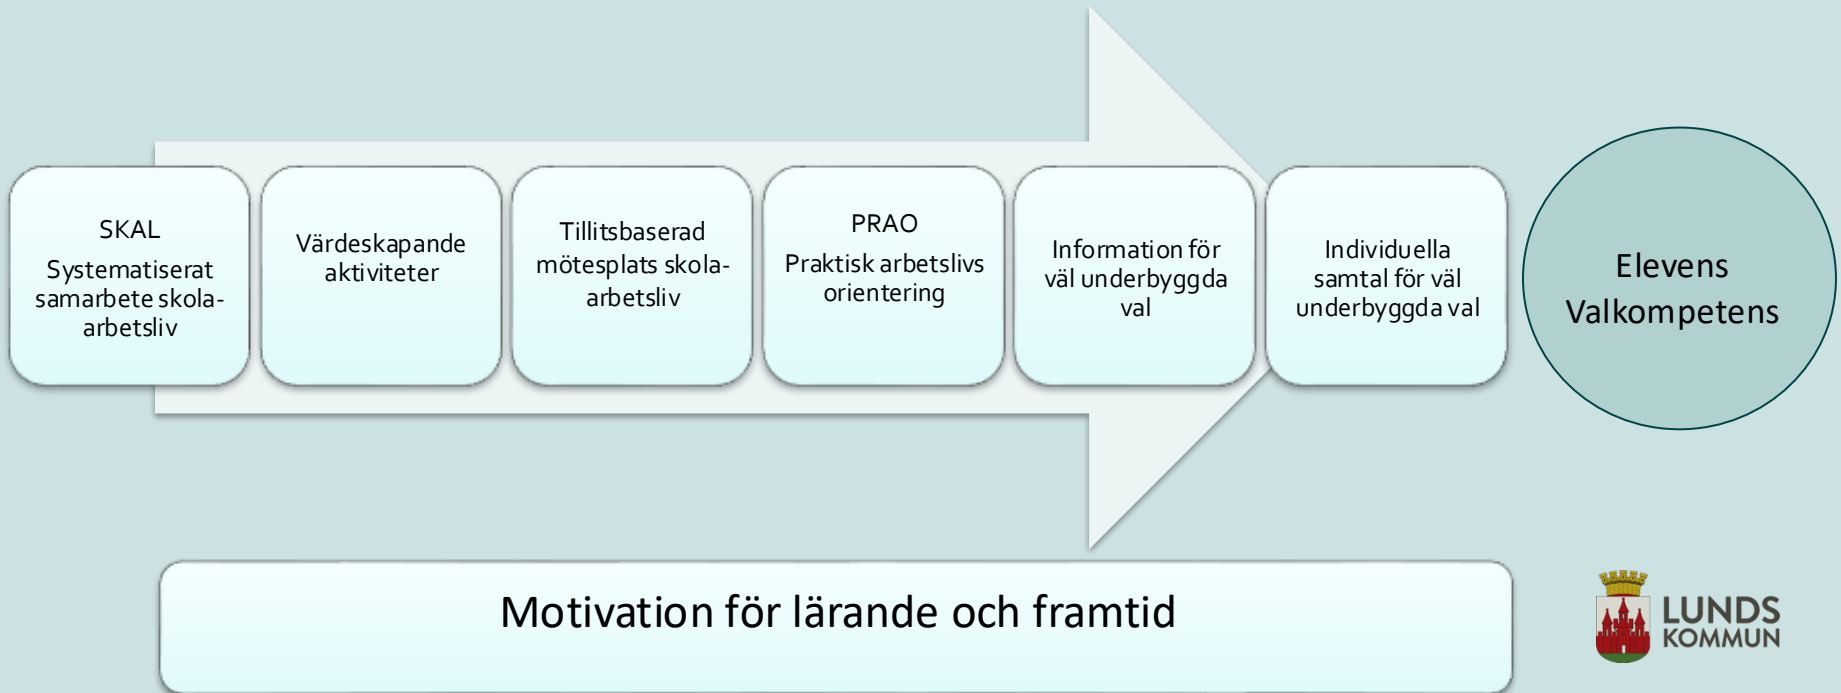 SKAL
Systematiserat
samarbete skola-
arbetsliv
Värdeskapande
aktiviteter
Tillitsbaserad
mötesplats skola-
arbetsliv
PRAO
Praktisk arbetslivs
orientering
Information för
väl underbyggda
val
Individuella
samtal för väl
underbyggda val
Elevens
Valkompetens
Motivation för lärande och framtid
LUNDS
KOMMUN